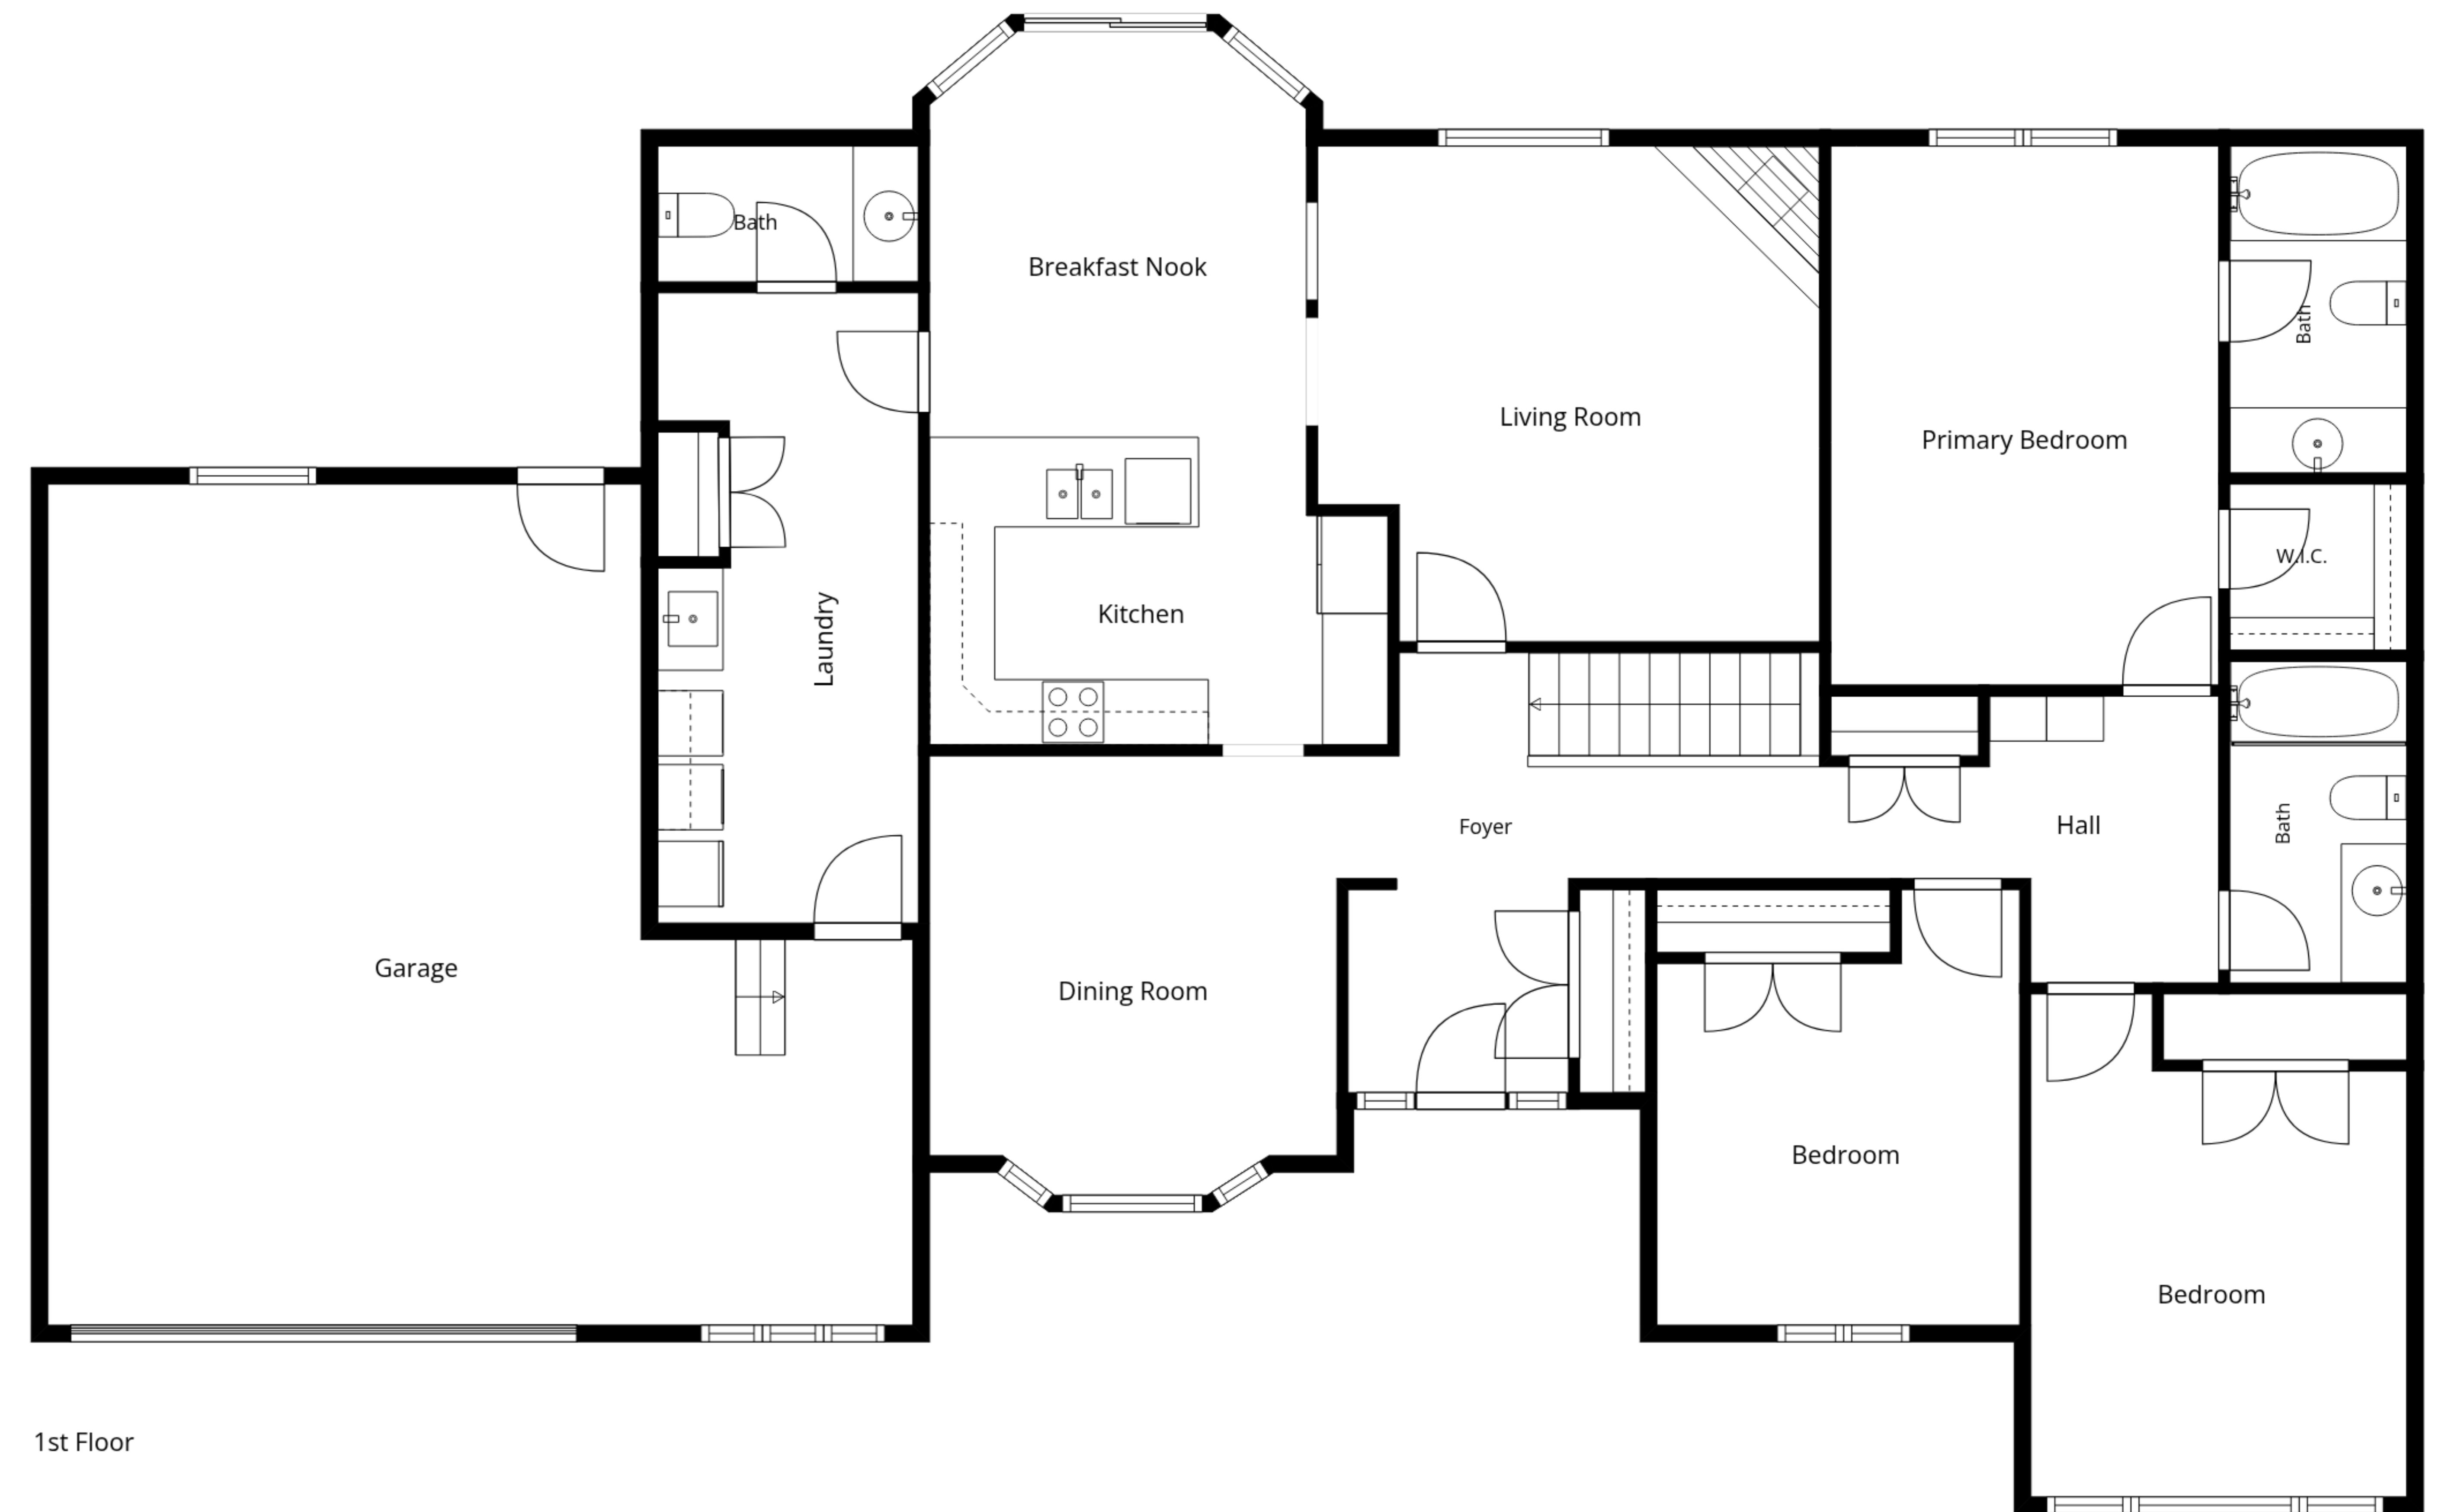 Bath
Breakfast Nook
Bath
Living Room
Primary Bedroom
W.I.C.
Kitchen
Laundry
Foyer
Hall
Bath
Garage
Dining Room
Bedroom
Bedroom
1st Floor